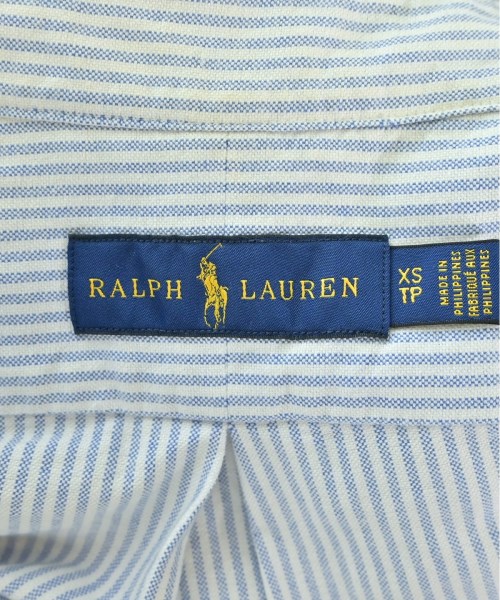 RALPH LAUREN
XS
TP
MADE IN
PHILIPPINES
FABRIQUÉ AUX
PHILIPPINES